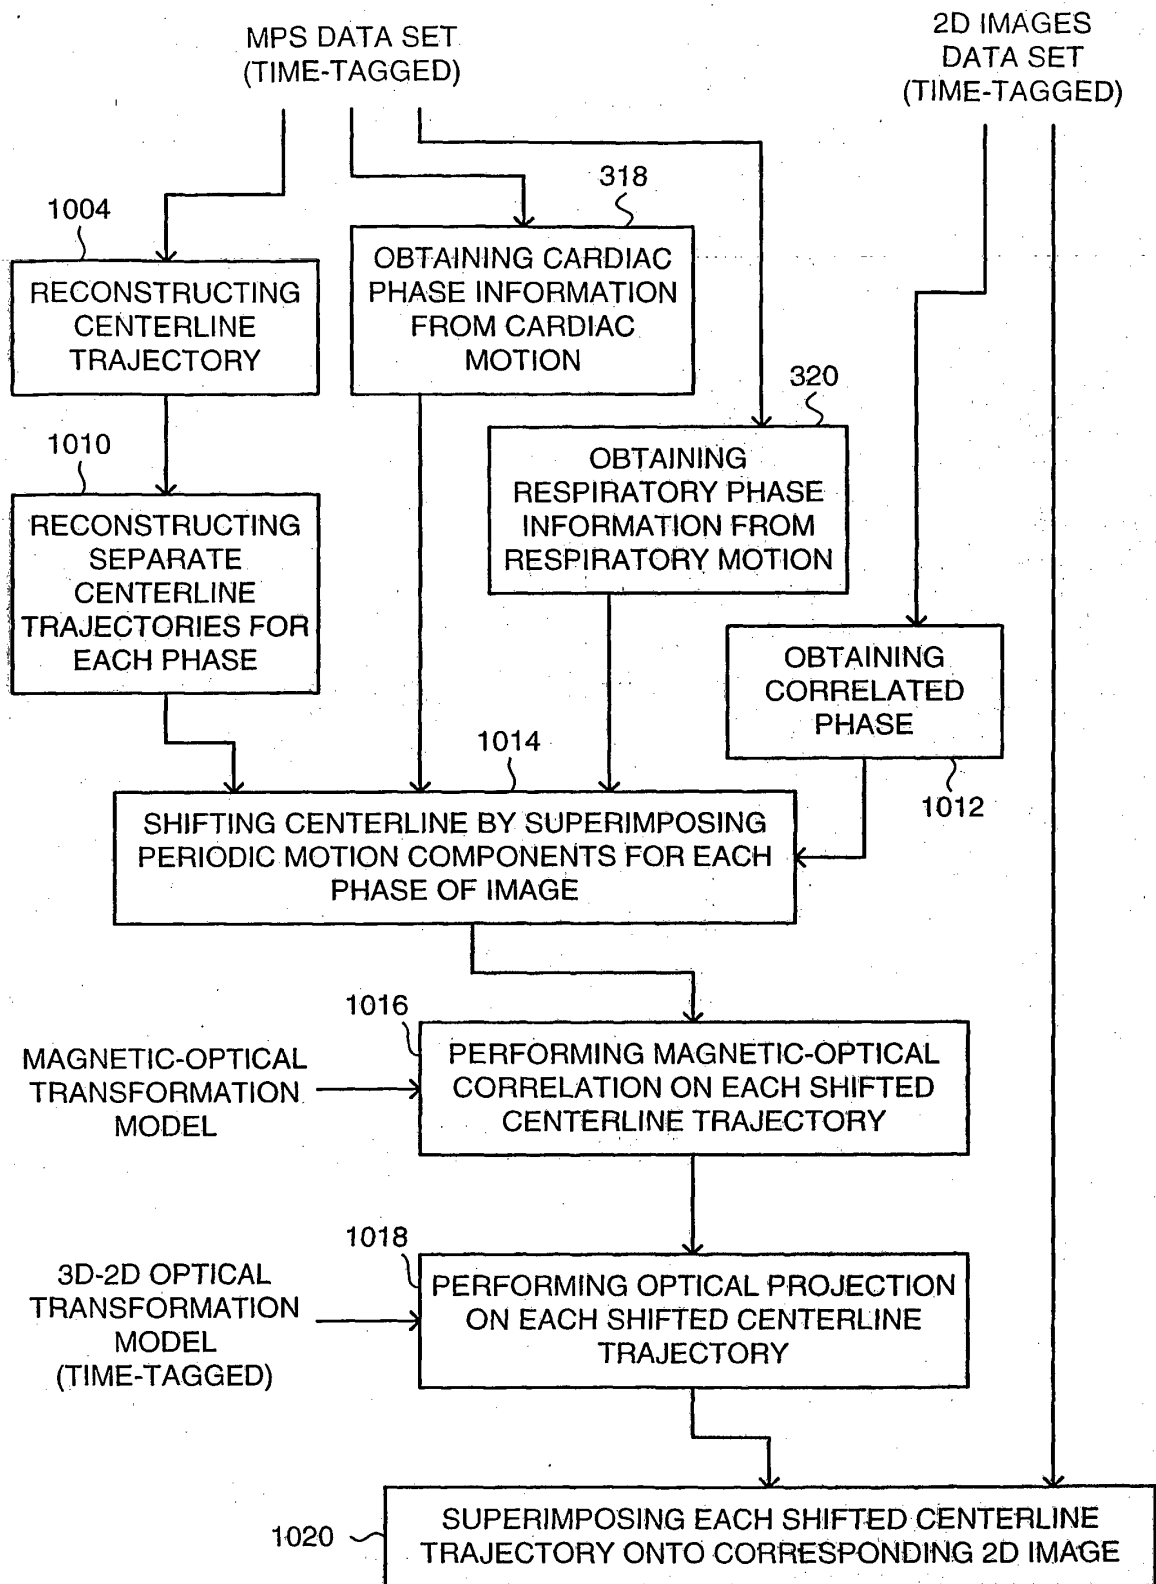 MPS DATA SET
(TIME-TAGGED)
2D IMAGES
DATA SET
(TIME-TAGGED)
318
1004
OBTAINING CARDIAC
PHASE INFORMATION
FROM CARDIAC
MOTION
RECONSTRUCTING
CENTERLINE
TRAJECTORY
320
1010
OBTAINING
RESPIRATORY PHASE
INFORMATION FROM
RESPIRATORY MOTION
RECONSTRUCTING
SEPARATE
CENTERLINE
TRAJECTORIES FOR
EACH PHASE
OBTAINING
CORRELATED
PHASE
1014
1012
SHIFTING CENTERLINE BY SUPERIMPOSING
PERIODIC MOTION COMPONENTS FOR EACH
PHASE OF IMAGE
1016
MAGNETIC-OPTICAL
TRANSFORMATION
MODEL
PERFORMING MAGNETIC-OPTICAL
CORRELATION ON EACH SHIFTED
CENTERLINE TRAJECTORY
1018
3D-2D OPTICAL
TRANSFORMATION
MODEL
(TIME-TAGGED)
PERFORMING OPTICAL PROJECTION
ON EACH SHIFTED CENTERLINE
TRAJECTORY
1020
SUPERIMPOSING EACH SHIFTED CENTERLINE
TRAJECTORY ONTO CORRESPONDING 2D IMAGE